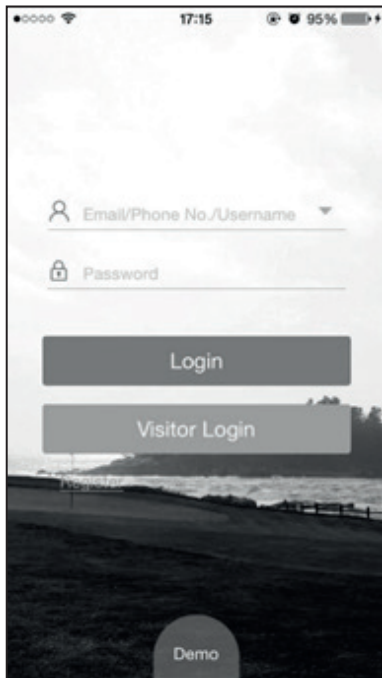 17:15 95%
Email/Phone No./Username
Password
Login
Visitor Login
Register
Demo